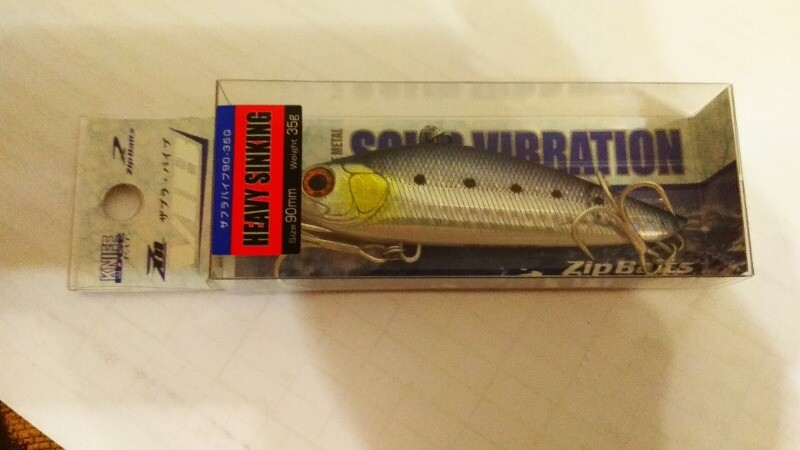 ZipBaits
ザブラ・バイブ
KNIFE
ザブラバイブ90-35G
HEAVY SINKING
Size 90mm Weight 35g
METAL
SOLID VIBRATION
ZipBaits